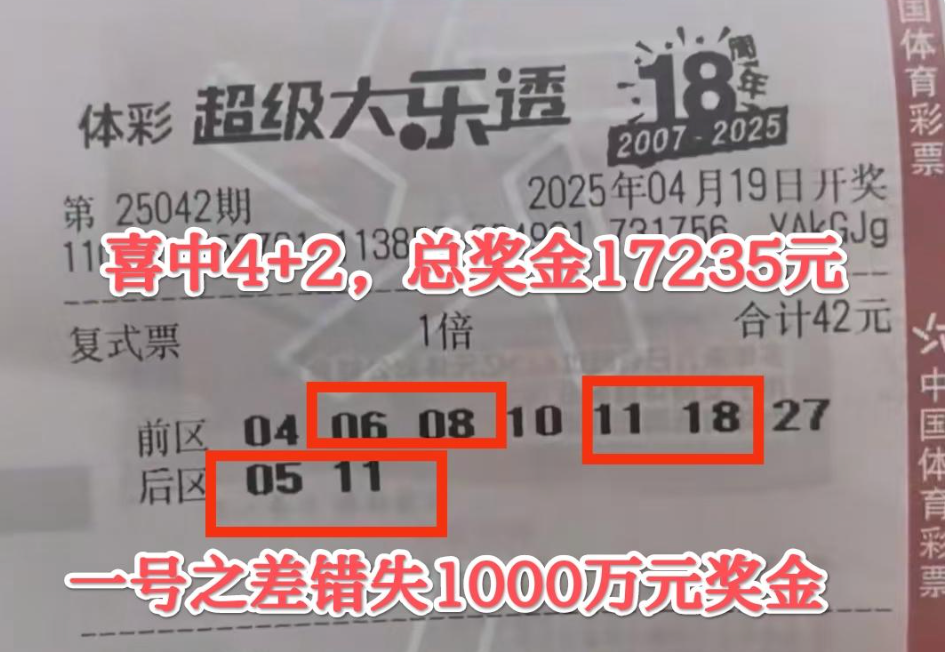 体彩 超级大乐透 18周年
2007-2025
第 25042期 2025年04月19日开奖
731756 YAkGJg
喜中4+2，总奖金17235元
复式票 1倍 合计42元
前区 04 06 08 10 11 18 27
后区 05 11
一号之差错失1000万元奖金
国体育彩票
中国体育彩票